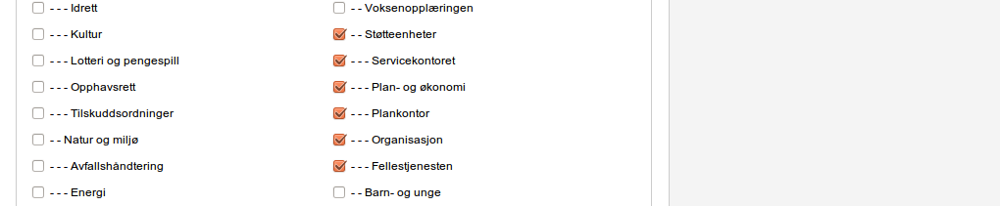 - - - Idrett
- - - Kultur
- - - Lotteri og pengespill
- - - Opphavsrett
- - - Tilskuddsordninger
- - Natur og miljø
- - - Avfallshåndtering
- - - Energi
- - Voksenopplæringen
- - Støtteenheter
- - - Servicekontoret
- - - Plan- og økonomi
- - - Plankontor
- - - Organisasjon
- - - Fellestjenesten
- - Barn- og unge